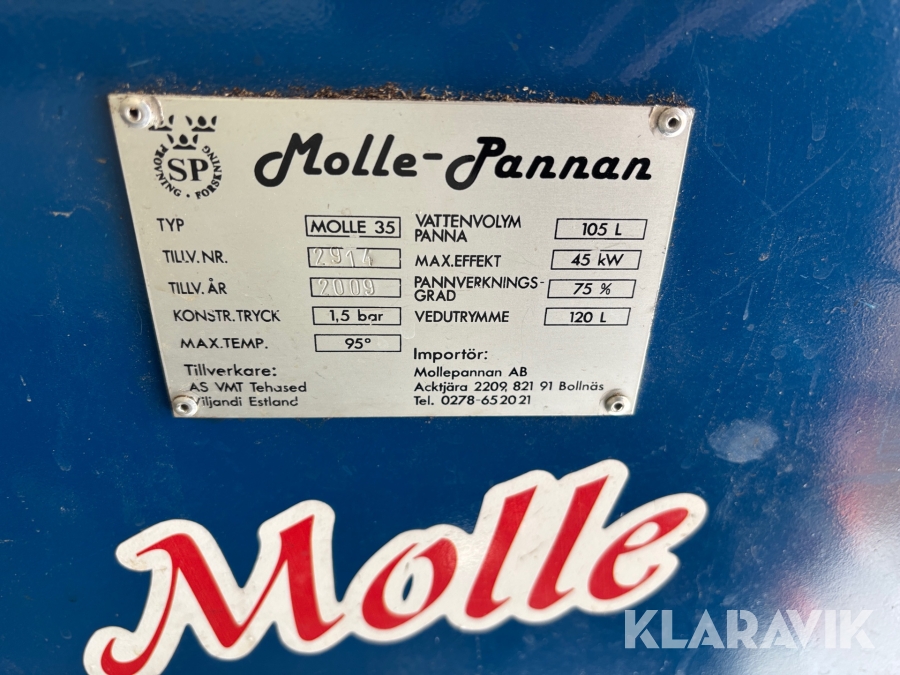 SP
PROVNING • FORSKNING
Molle-Pannan
TYP MOLLE 35
TILLV.NR. 2914
TILLV. ÅR 2009
KONSTR.TRYCK 1,5 bar
MAX.TEMP. 95°
Tillverkare:
AS VMT Tehased
Viljandi Estland
VATTENVOLYM
PANNA 105 L
MAX.EFFEKT 45 kW
PANNVERKNINGS-
GRAD 75 %
VEDUTRYMME 120 L
Importör:
Mollepannan AB
Acktjära 2209, 821 91 Bollnäs
Tel. 0278-65 20 21
Molle
KLARAVIK